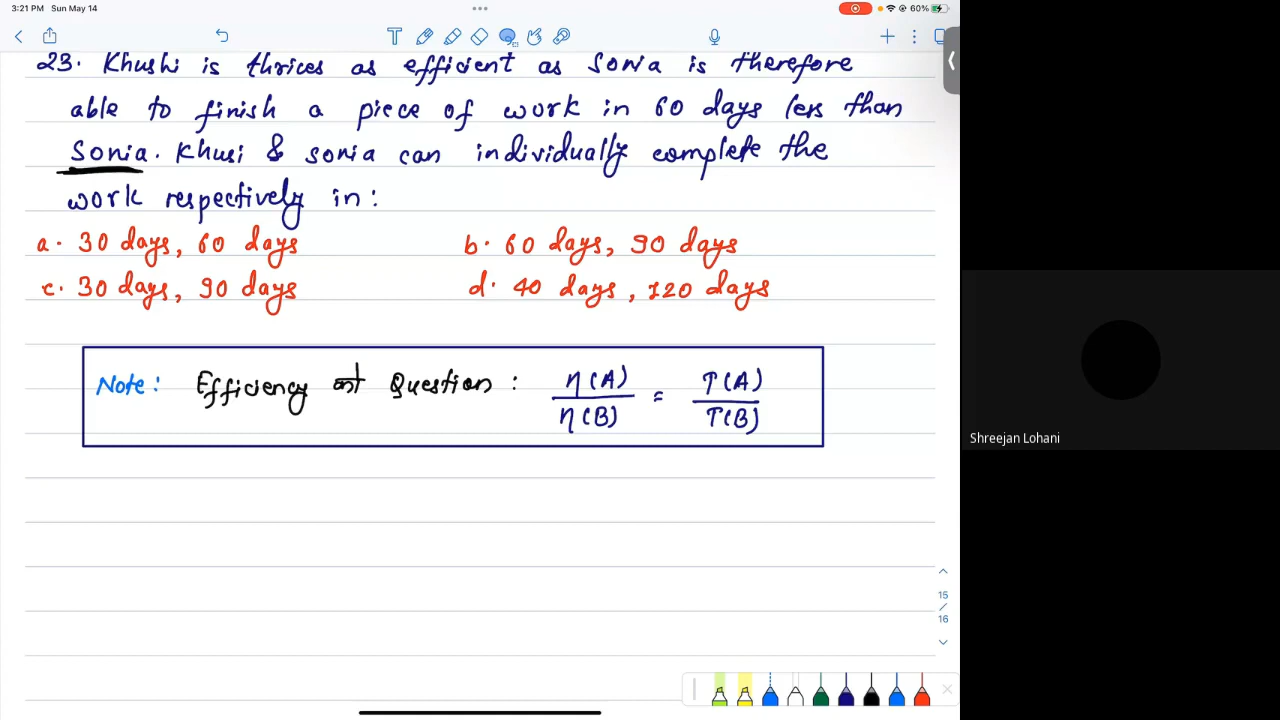 3:21 PM Sun May 14
60%
23. Khushi is thrices as efficient as Sonia is therefore
able to finish a piece of work in 60 days less than
Sonia. Khusi & sonia can individually complete the
work respectively in:
a. 30 days, 60 days b. 60 days, 90 days
c. 30 days, 90 days d. 40 days, 120 days
Note: Efficiency Question : η(A)/η(B) = T(A)/T(B)
Shreejan Lohani
15
/
16